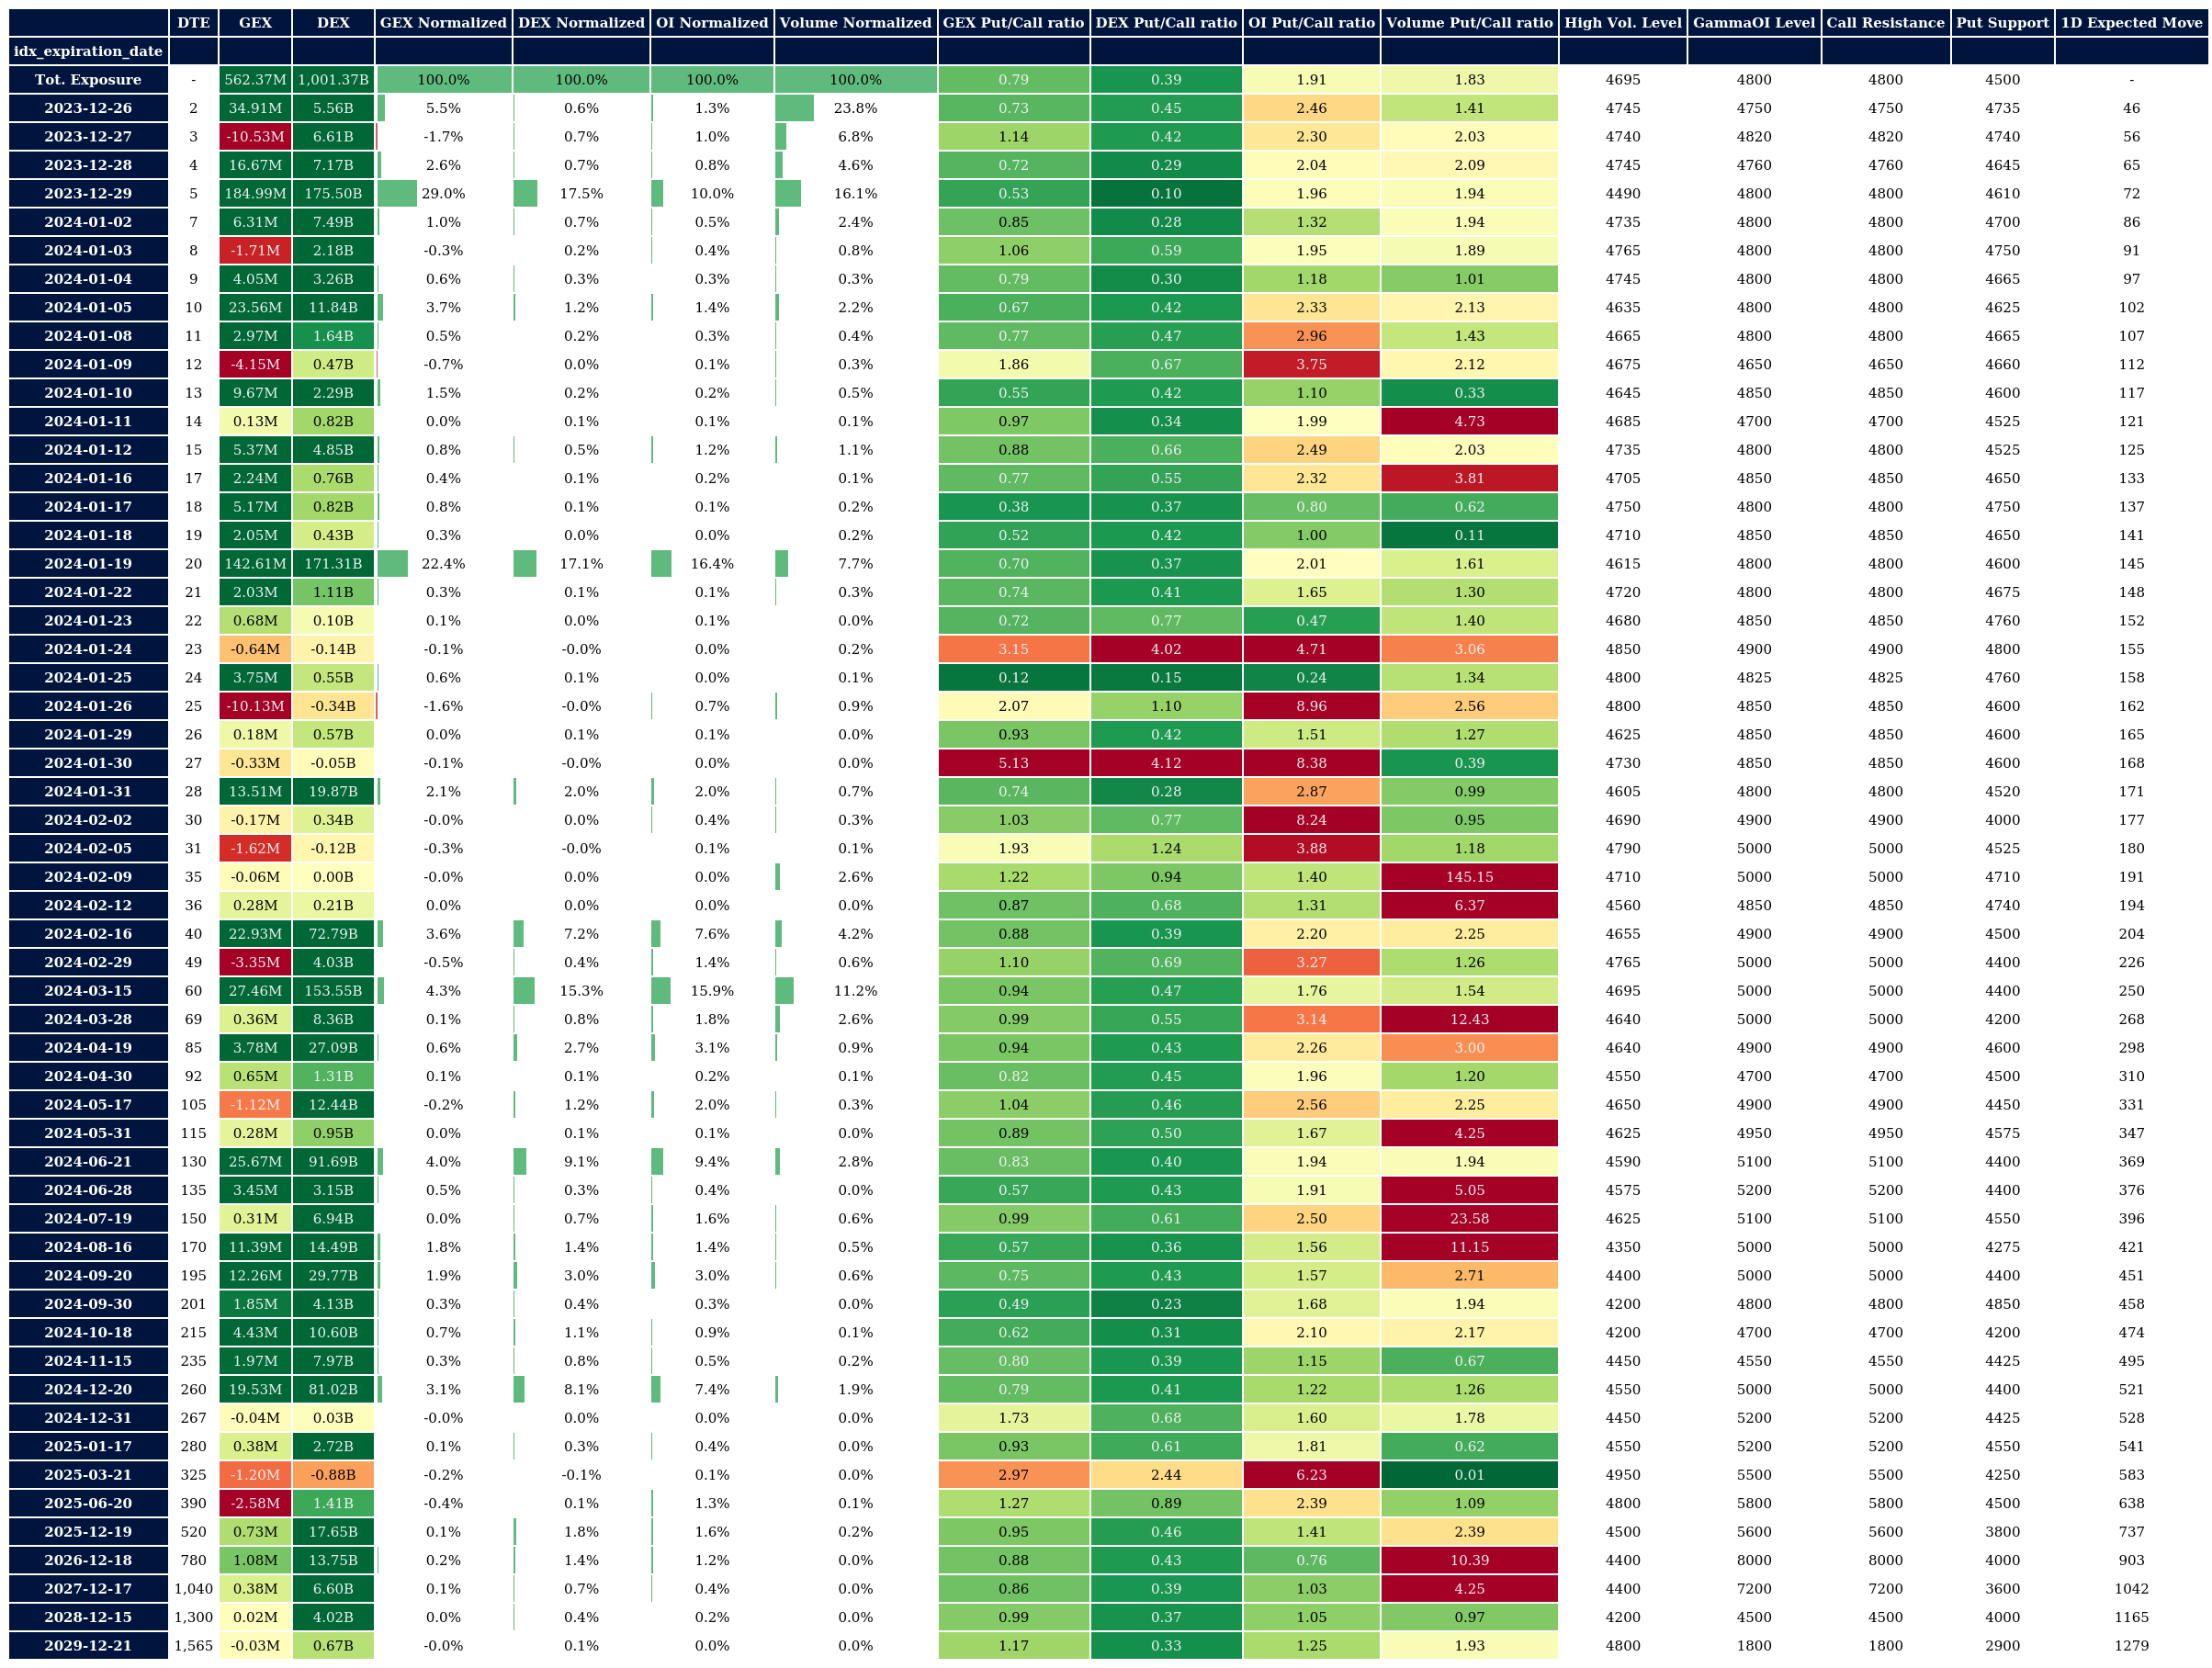 DTE GEX DEX GEX Normalized DEX Normalized OI Normalized Volume Normalized GEX Put/Call ratio DEX Put/Call ratio OI Put/Call ratio Volume Put/Call ratio High Vol. Level GammaOI Level Call Resistance Put Support 1D Expected Move
idx_expiration_date
Tot. Exposure - 562.37M 1,001.37B 100.0% 100.0% 100.0% 100.0% 0.79 0.39 1.91 1.83 4695 4800 4800 4500 -
2023-12-26 2 34.91M 5.56B 5.5% 0.6% 1.3% 23.8% 0.73 0.45 2.46 1.41 4745 4750 4750 4735 46
2023-12-27 3 -10.53M 6.61B -1.7% 0.7% 1.0% 6.8% 1.14 0.42 2.30 2.03 4740 4820 4820 4740 56
2023-12-28 4 16.67M 7.17B 2.6% 0.7% 0.8% 4.6% 0.72 0.29 2.04 2.09 4745 4760 4760 4645 65
2023-12-29 5 184.99M 175.50B 29.0% 17.5% 10.0% 16.1% 0.53 0.10 1.96 1.94 4490 4800 4800 4610 72
2024-01-02 7 6.31M 7.49B 1.0% 0.7% 0.5% 2.4% 0.85 0.28 1.32 1.94 4735 4800 4800 4700 86
2024-01-03 8 -1.71M 2.18B -0.3% 0.2% 0.4% 0.8% 1.06 0.59 1.95 1.89 4765 4800 4800 4750 91
2024-01-04 9 4.05M 3.26B 0.6% 0.3% 0.3% 0.3% 0.79 0.30 1.18 1.01 4745 4800 4800 4665 97
2024-01-05 10 23.56M 11.84B 3.7% 1.2% 1.4% 2.2% 0.67 0.42 2.33 2.13 4635 4800 4800 4625 102
2024-01-08 11 2.97M 1.64B 0.5% 0.2% 0.3% 0.4% 0.77 0.47 2.96 1.43 4665 4800 4800 4665 107
2024-01-09 12 -4.15M 0.47B -0.7% 0.0% 0.1% 0.3% 1.86 0.67 3.75 2.12 4675 4650 4650 4660 112
2024-01-10 13 9.67M 2.29B 1.5% 0.2% 0.2% 0.5% 0.55 0.42 1.10 0.33 4645 4850 4850 4600 117
2024-01-11 14 0.13M 0.82B 0.0% 0.1% 0.1% 0.1% 0.97 0.34 1.99 4.73 4685 4700 4700 4525 121
2024-01-12 15 5.37M 4.85B 0.8% 0.5% 1.2% 1.1% 0.88 0.66 2.49 2.03 4735 4800 4800 4525 125
2024-01-16 17 2.24M 0.76B 0.4% 0.1% 0.2% 0.1% 0.77 0.55 2.32 3.81 4705 4850 4850 4650 133
2024-01-17 18 5.17M 0.82B 0.8% 0.1% 0.1% 0.2% 0.38 0.37 0.80 0.62 4750 4800 4800 4750 137
2024-01-18 19 2.05M 0.43B 0.3% 0.0% 0.0% 0.2% 0.52 0.42 1.00 0.11 4710 4850 4850 4650 141
2024-01-19 20 142.61M 171.31B 22.4% 17.1% 16.4% 7.7% 0.70 0.37 2.01 1.61 4615 4800 4800 4600 145
2024-01-22 21 2.03M 1.11B 0.3% 0.1% 0.1% 0.3% 0.74 0.41 1.65 1.30 4720 4800 4800 4675 148
2024-01-23 22 0.68M 0.10B 0.1% 0.0% 0.1% 0.0% 0.72 0.77 0.47 1.40 4680 4850 4850 4760 152
2024-01-24 23 -0.64M -0.14B -0.1% -0.0% 0.0% 0.2% 3.15 4.02 4.71 3.06 4850 4900 4900 4800 155
2024-01-25 24 3.75M 0.55B 0.6% 0.1% 0.0% 0.1% 0.12 0.15 0.24 1.34 4800 4825 4825 4760 158
2024-01-26 25 -10.13M -0.34B -1.6% -0.0% 0.7% 0.9% 2.07 1.10 8.96 2.56 4800 4850 4850 4600 162
2024-01-29 26 0.18M 0.57B 0.0% 0.1% 0.1% 0.0% 0.93 0.42 1.51 1.27 4625 4850 4850 4600 165
2024-01-30 27 -0.33M -0.05B -0.1% -0.0% 0.0% 0.0% 5.13 4.12 8.38 0.39 4730 4850 4850 4600 168
2024-01-31 28 13.51M 19.87B 2.1% 2.0% 2.0% 0.7% 0.74 0.28 2.87 0.99 4605 4800 4800 4520 171
2024-02-02 30 -0.17M 0.34B -0.0% 0.0% 0.4% 0.3% 1.03 0.77 8.24 0.95 4690 4900 4900 4000 177
2024-02-05 31 -1.62M -0.12B -0.3% -0.0% 0.1% 0.1% 1.93 1.24 3.88 1.18 4790 5000 5000 4525 180
2024-02-09 35 -0.06M 0.00B -0.0% 0.0% 0.0% 2.6% 1.22 0.94 1.40 145.15 4710 5000 5000 4710 191
2024-02-12 36 0.28M 0.21B 0.0% 0.0% 0.0% 0.0% 0.87 0.68 1.31 6.37 4560 4850 4850 4740 194
2024-02-16 40 22.93M 72.79B 3.6% 7.2% 7.6% 4.2% 0.88 0.39 2.20 2.25 4655 4900 4900 4500 204
2024-02-29 49 -3.35M 4.03B -0.5% 0.4% 1.4% 0.6% 1.10 0.69 3.27 1.26 4765 5000 5000 4400 226
2024-03-15 60 27.46M 153.55B 4.3% 15.3% 15.9% 11.2% 0.94 0.47 1.76 1.54 4695 5000 5000 4400 250
2024-03-28 69 0.36M 8.36B 0.1% 0.8% 1.8% 2.6% 0.99 0.55 3.14 12.43 4640 5000 5000 4200 268
2024-04-19 85 3.78M 27.09B 0.6% 2.7% 3.1% 0.9% 0.94 0.43 2.26 3.00 4640 4900 4900 4600 298
2024-04-30 92 0.65M 1.31B 0.1% 0.1% 0.2% 0.1% 0.82 0.45 1.96 1.20 4550 4700 4700 4500 310
2024-05-17 105 -1.12M 12.44B -0.2% 1.2% 2.0% 0.3% 1.04 0.46 2.56 2.25 4650 4900 4900 4450 331
2024-05-31 115 0.28M 0.95B 0.0% 0.1% 0.1% 0.0% 0.89 0.50 1.67 4.25 4625 4950 4950 4575 347
2024-06-21 130 25.67M 91.69B 4.0% 9.1% 9.4% 2.8% 0.83 0.40 1.94 1.94 4590 5100 5100 4400 369
2024-06-28 135 3.45M 3.15B 0.5% 0.3% 0.4% 0.0% 0.57 0.43 1.91 5.05 4575 5200 5200 4400 376
2024-07-19 150 0.31M 6.94B 0.0% 0.7% 1.6% 0.6% 0.99 0.61 2.50 23.58 4625 5100 5100 4550 396
2024-08-16 170 11.39M 14.49B 1.8% 1.4% 1.4% 0.5% 0.57 0.36 1.56 11.15 4350 5000 5000 4275 421
2024-09-20 195 12.26M 29.77B 1.9% 3.0% 3.0% 0.6% 0.75 0.43 1.57 2.71 4400 5000 5000 4400 451
2024-09-30 201 1.85M 4.13B 0.3% 0.4% 0.3% 0.0% 0.49 0.23 1.68 1.94 4200 4800 4800 4850 458
2024-10-18 215 4.43M 10.60B 0.7% 1.1% 0.9% 0.1% 0.62 0.31 2.10 2.17 4200 4700 4700 4200 474
2024-11-15 235 1.97M 7.97B 0.3% 0.8% 0.5% 0.2% 0.80 0.39 1.15 0.67 4450 4550 4550 4425 495
2024-12-20 260 19.53M 81.02B 3.1% 8.1% 7.4% 1.9% 0.79 0.41 1.22 1.26 4550 5000 5000 4400 521
2024-12-31 267 -0.04M 0.03B -0.0% 0.0% 0.0% 0.0% 1.73 0.68 1.60 1.78 4450 5200 5200 4425 528
2025-01-17 280 0.38M 2.72B 0.1% 0.3% 0.4% 0.0% 0.93 0.61 1.81 0.62 4550 5200 5200 4550 541
2025-03-21 325 -1.20M -0.88B -0.2% -0.1% 0.1% 0.0% 2.97 2.44 6.23 0.01 4950 5500 5500 4250 583
2025-06-20 390 -2.58M 1.41B -0.4% 0.1% 1.3% 0.1% 1.27 0.89 2.39 1.09 4800 5800 5800 4500 638
2025-12-19 520 0.73M 17.65B 0.1% 1.8% 1.6% 0.2% 0.95 0.46 1.41 2.39 4500 5600 5600 3800 737
2026-12-18 780 1.08M 13.75B 0.2% 1.4% 1.2% 0.0% 0.88 0.43 0.76 10.39 4400 8000 8000 4000 903
2027-12-17 1,040 0.38M 6.60B 0.1% 0.7% 0.4% 0.0% 0.86 0.39 1.03 4.25 4400 7200 7200 3600 1042
2028-12-15 1,300 0.02M 4.02B 0.0% 0.4% 0.2% 0.0% 0.99 0.37 1.05 0.97 4200 4500 4500 4000 1165
2029-12-21 1,565 -0.03M 0.67B -0.0% 0.1% 0.0% 0.0% 1.17 0.33 1.25 1.93 4800 1800 1800 2900 1279